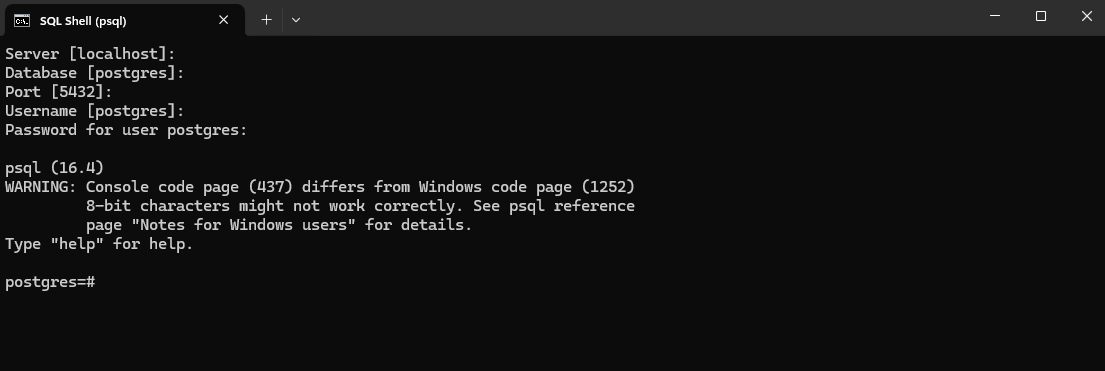 SQL Shell (psql)
Server [localhost]:
Database [postgres]:
Port [5432]:
Username [postgres]:
Password for user postgres:
psql (16.4)
WARNING: Console code page (437) differs from Windows code page (1252)
8-bit characters might not work correctly. See psql reference
page "Notes for Windows users" for details.
Type "help" for help.
postgres=#